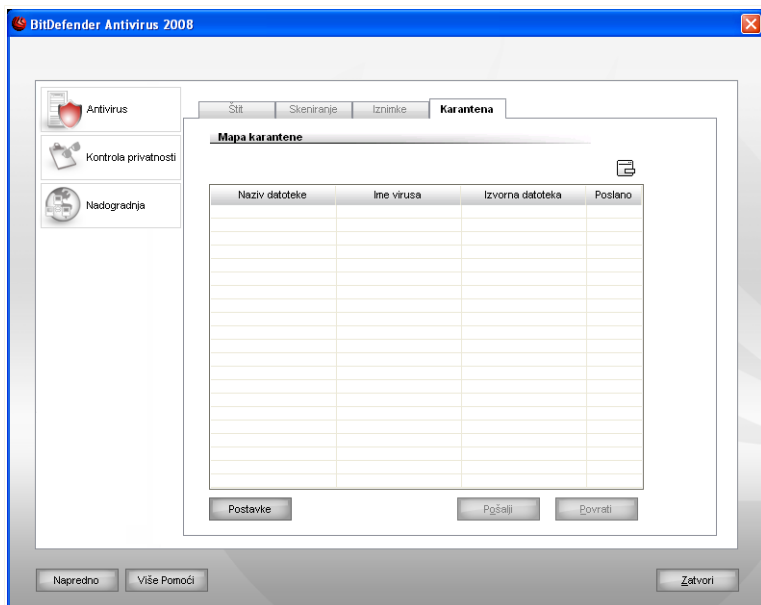 BitDefender Antivirus 2008
Antivirus
Kontrola privatnosti
Nadogradnja
Štit
Skeniranje
Iznimke
Karantena
Mapa karantene
Naziv datoteke
Ime virusa
Izvorna datoteka
Poslano
Postavke
Pošalji
Povrati
Napredno
Više Pomoći
Zatvori